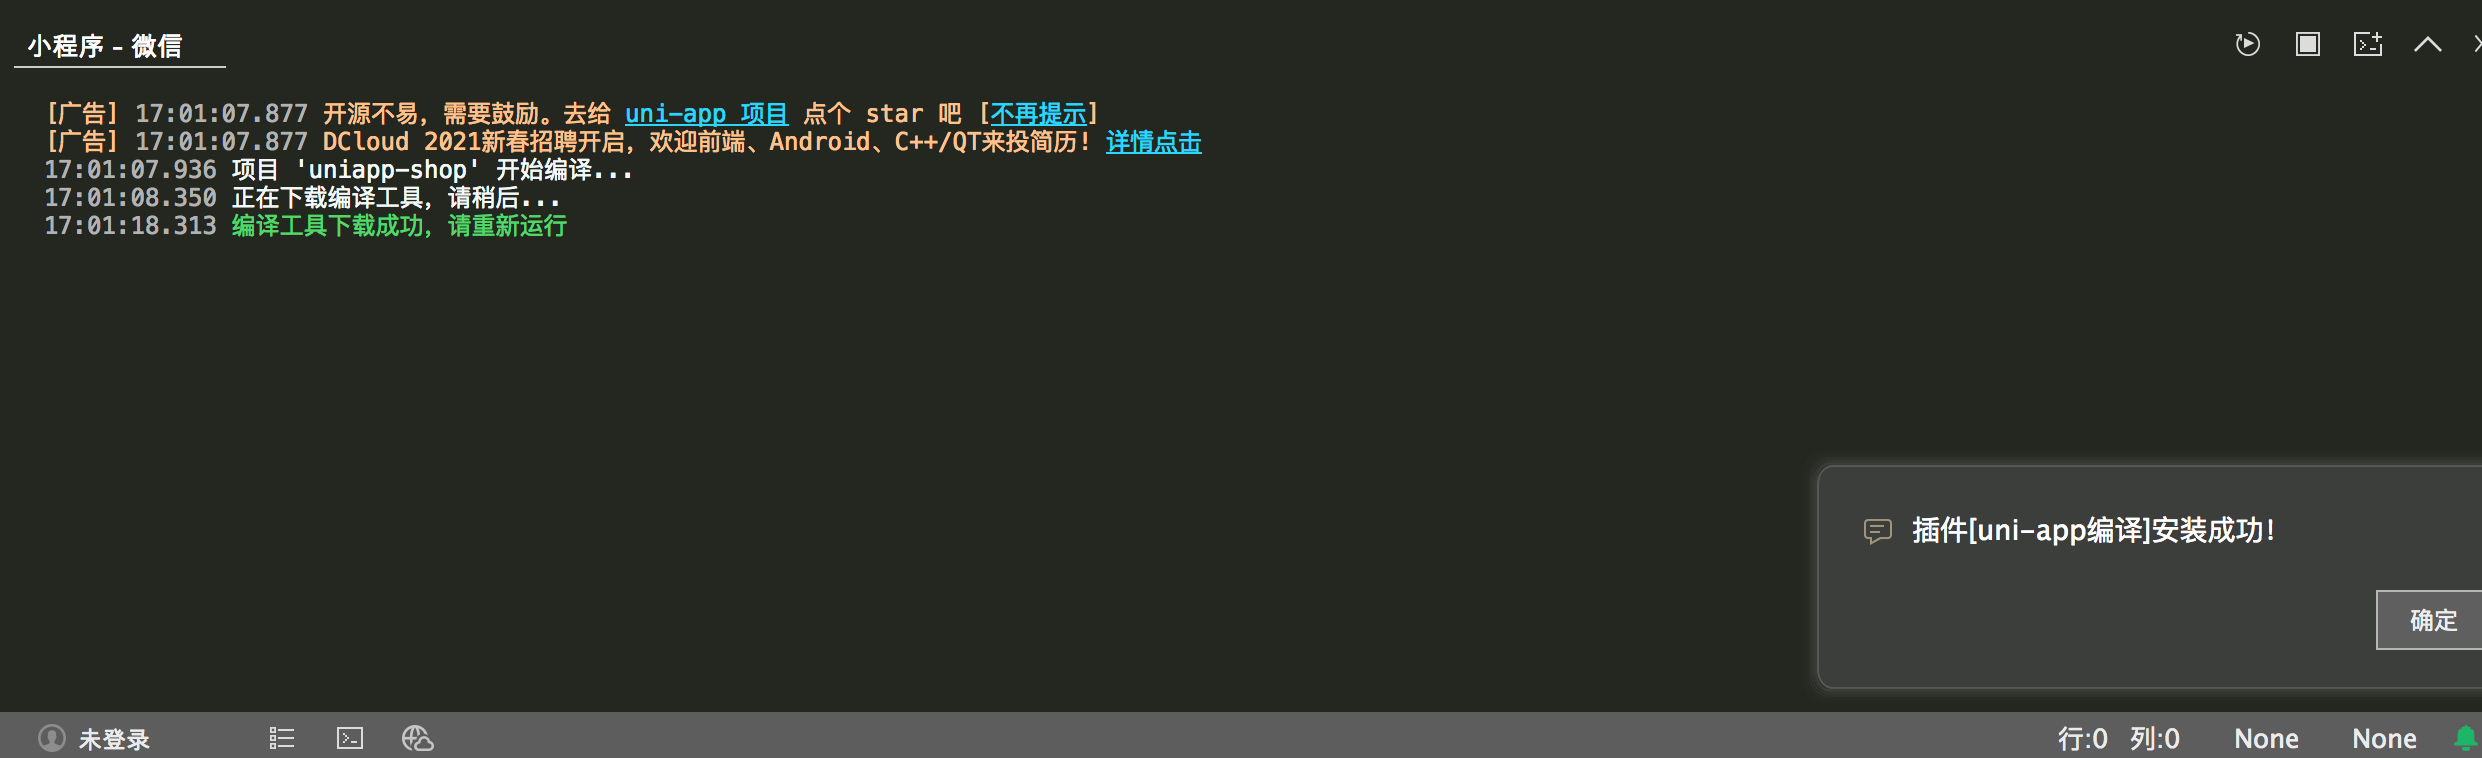 小程序 - 微信
[广告] 17:01:07.877 开源不易，需要鼓励。去给 uni-app 项目 点个 star 吧 [不再提示]
[广告] 17:01:07.877 DCloud 2021新春招聘开启，欢迎前端、Android、C++/QT来投简历！详情点击
17:01:07.936 项目 'uniapp-shop' 开始编译...
17:01:08.350 正在下载编译工具，请稍后...
17:01:18.313 编译工具下载成功，请重新运行
插件[uni-app编译]安装成功！
确定
未登录
行:0 列:0 None None